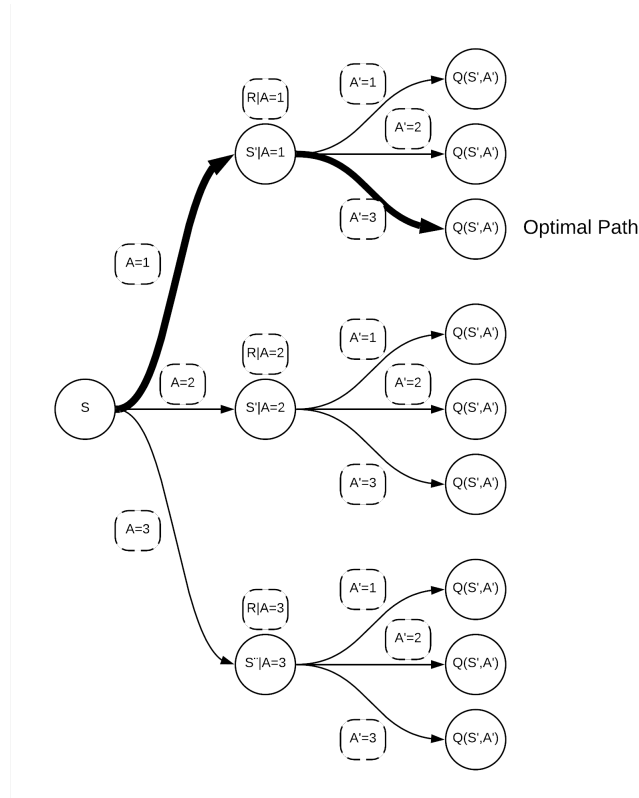 A'=1
Q(S',A')
R|A=1
A'=2
S'|A=1
Q(S',A')
A'=3
Q(S',A')
Optimal Path
A=1
A'=1
Q(S',A')
R|A=2
A=2
A'=2
S
S'|A=2
Q(S',A')
A'=3
Q(S',A')
A=3
A'=1
Q(S',A')
R|A=3
A'=2
S¨|A=3
Q(S',A')
A'=3
Q(S',A')